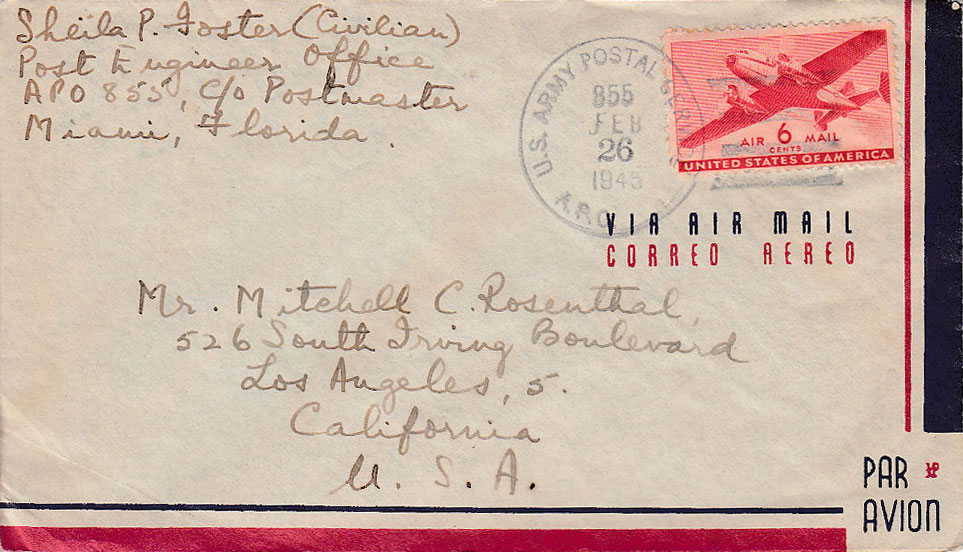 Sheila P. Foster (Civilian)
Post Engineer Office
APO 855, c/o Postmaster
Miami, Florida.
U.S. ARMY POSTAL SERVICE
855
FEB
26
1945
A.P.O.
AIR 6 MAIL
CENTS
UNITED STATES OF AMERICA
VIA AIR MAIL
CORREO AEREO
Mr. Mitchell C. Rosenthal,
526 South Irving Boulevard
Los Angeles, 5.
California
U. S. A.
PAR
AVION